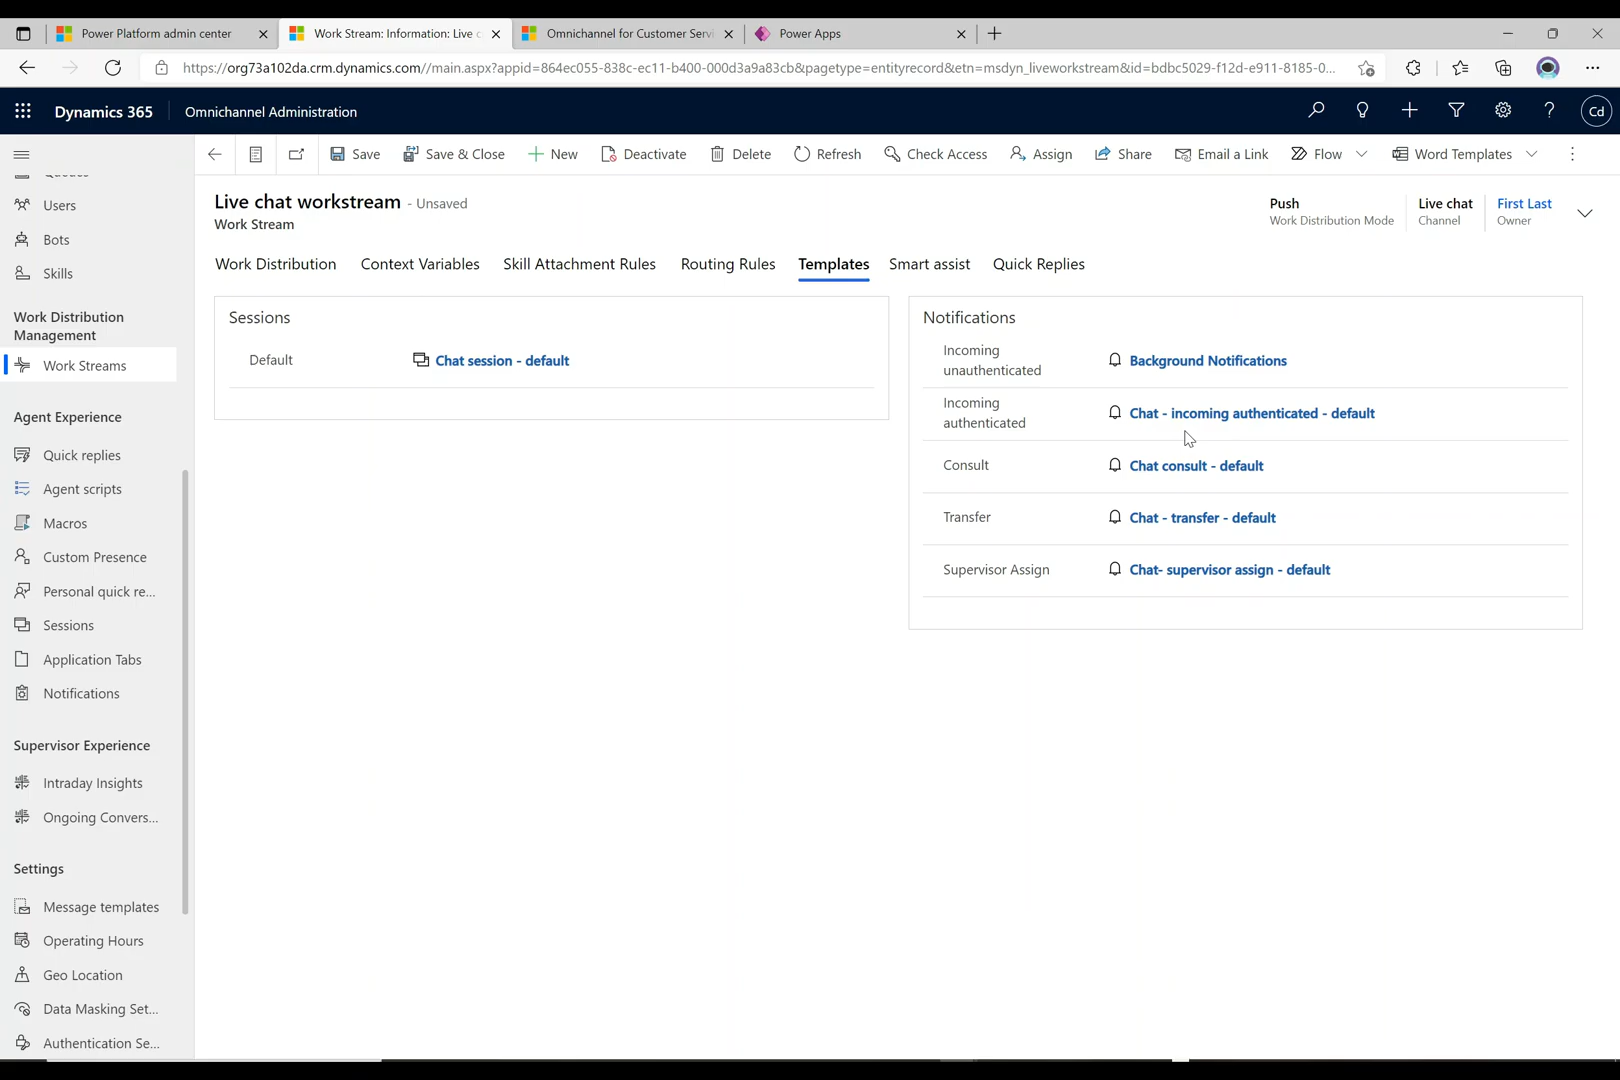 Power Platform admin center
Work Stream: Information: Live c
Omnichannel for Customer Servi
Power Apps
https://org73a102da.crm.dynamics.com//main.aspx?appid=864ec055-838c-ec11-b400-000d3a9a83cb&pagetype=entityrecord&etn=msdyn_liveworkstream&id=bdbc5029-f12d-e911-8185-0...
Dynamics 365
Omnichannel Administration
Cd
Save
Save & Close
New
Deactivate
Delete
Refresh
Check Access
Assign
Share
Email a Link
Flow
Word Templates
Queues
Users
Bots
Skills
Work Distribution
Management
Work Streams
Agent Experience
Quick replies
Agent scripts
Macros
Custom Presence
Personal quick re...
Sessions
Application Tabs
Notifications
Supervisor Experience
Intraday Insights
Ongoing Convers...
Settings
Message templates
Operating Hours
Geo Location
Data Masking Set...
Authentication Se...
Live chat workstream - Unsaved
Work Stream
Push
Work Distribution Mode
Live chat
Channel
First Last
Owner
Work Distribution
Context Variables
Skill Attachment Rules
Routing Rules
Templates
Smart assist
Quick Replies
Sessions
Default
Chat session - default
Notifications
Incoming
unauthenticated
Background Notifications
Incoming
authenticated
Chat - incoming authenticated - default
Consult
Chat consult - default
Transfer
Chat - transfer - default
Supervisor Assign
Chat- supervisor assign - default